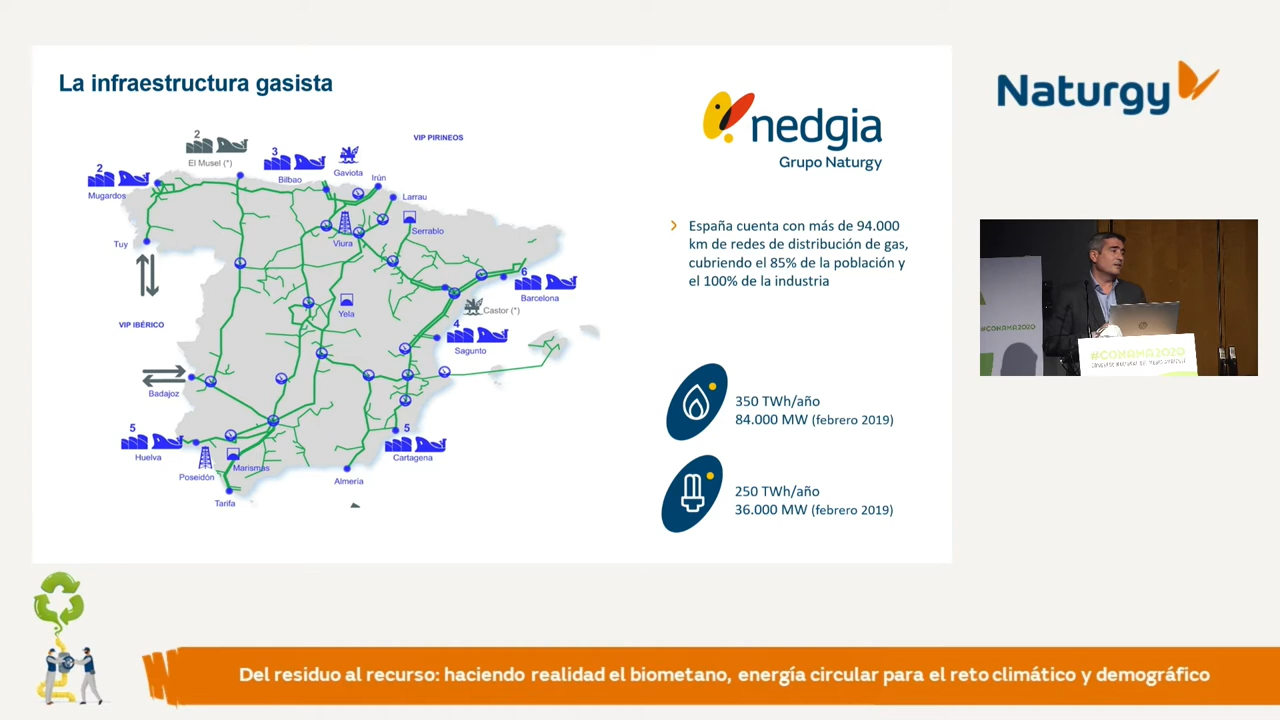 La infraestructura gasista
Naturgy
nedgia
Grupo Naturgy
VIP PIRINEOS
2
El Musel (*)
3
Bilbao
Gaviota
Irún
2
Mugardos
Larrau
Tuy
Viura
Serrablo
6
Barcelona
Yela
Castor (*)
VIP IBÉRICO
4
Sagunto
Badajoz
5
Huelva
5
Cartagena
Poseidón
Marismas
Almería
Tarifa
España cuenta con más de 94.000
km de redes de distribución de gas,
cubriendo el 85% de la población y
el 100% de la industria
350 TWh/año
84.000 MW (febrero 2019)
250 TWh/año
36.000 MW (febrero 2019)
#CONAMA2020
#CONAMA2020
Del residuo al recurso: haciendo realidad el biometano, energía circular para el reto climático y demográfico